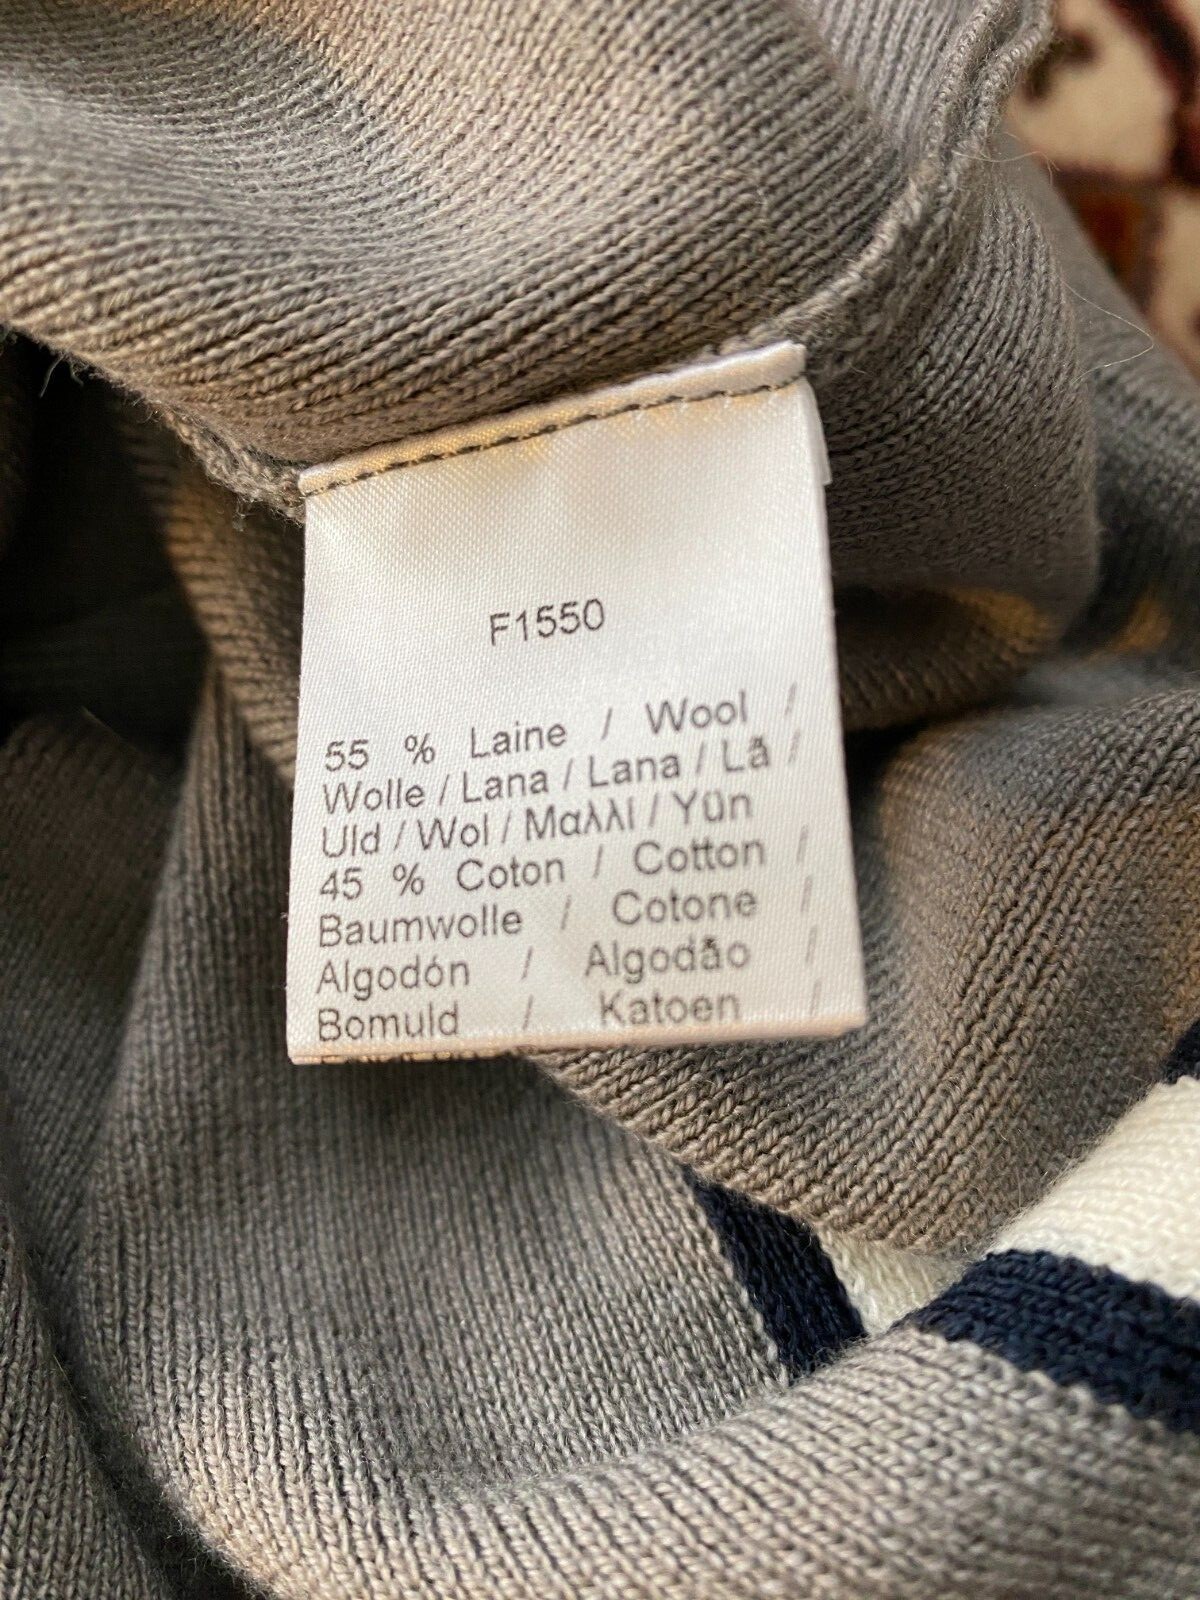 F1550
55 % Laine / Wool /
Wolle / Lana / Lana / Lã /
Uld / Wol / Μαλλί / Yün
45 % Coton / Cotton /
Baumwolle / Cotone /
Algodón / Algodão /
Bomuld / Katoen /